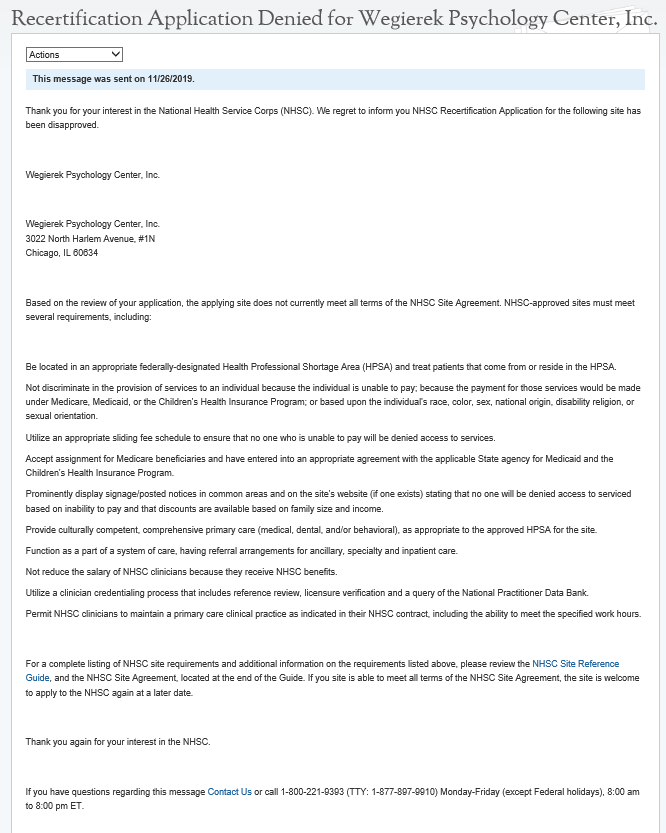 Recertification Application Denied for Wegierek Psychology Center, Inc.
Actions
This message was sent on 11/26/2019.
Thank you for your interest in the National Health Service Corps (NHSC). We regret to inform you NHSC Recertification Application for the following site has
been disapproved.
Wegierek Psychology Center, Inc.
Wegierek Psychology Center, Inc.
3022 North Harlem Avenue, #1N
Chicago, IL 60634
Based on the review of your application, the applying site does not currently meet all terms of the NHSC Site Agreement. NHSC-approved sites must meet
several requirements, including:
Be located in an appropriate federally-designated Health Professional Shortage Area (HPSA) and treat patients that come from or reside in the HPSA.
Not discriminate in the provision of services to an individual because the individual is unable to pay; because the payment for those services would be made
under Medicare, Medicaid, or the Children's Health Insurance Program; or based upon the individual's race, color, sex, national origin, disability religion, or
sexual orientation.
Utilize an appropriate sliding fee schedule to ensure that no one who is unable to pay will be denied access to services.
Accept assignment for Medicare beneficiaries and have entered into an appropriate agreement with the applicable State agency for Medicaid and the
Children's Health Insurance Program.
Prominently display signage/posted notices in common areas and on the site's website (if one exists) stating that no one will be denied access to serviced
based on inability to pay and that discounts are available based on family size and income.
Provide culturally competent, comprehensive primary care (medical, dental, and/or behavioral), as appropriate to the approved HPSA for the site.
Function as a part of a system of care, having referral arrangements for ancillary, specialty and inpatient care.
Not reduce the salary of NHSC clinicians because they receive NHSC benefits.
Utilize a clinician credentialing process that includes reference review, licensure verification and a query of the National Practitioner Data Bank.
Permit NHSC clinicians to maintain a primary care clinical practice as indicated in their NHSC contract, including the ability to meet the specified work hours.
For a complete listing of NHSC site requirements and additional information on the requirements listed above, please review the NHSC Site Reference
Guide, and the NHSC Site Agreement, located at the end of the Guide. If you site is able to meet all terms of the NHSC Site Agreement, the site is welcome
to apply to the NHSC again at a later date.
Thank you again for your interest in the NHSC.
If you have questions regarding this message Contact Us or call 1-800-221-9393 (TTY: 1-877-897-9910) Monday-Friday (except Federal holidays), 8:00 am
to 8:00 pm ET.